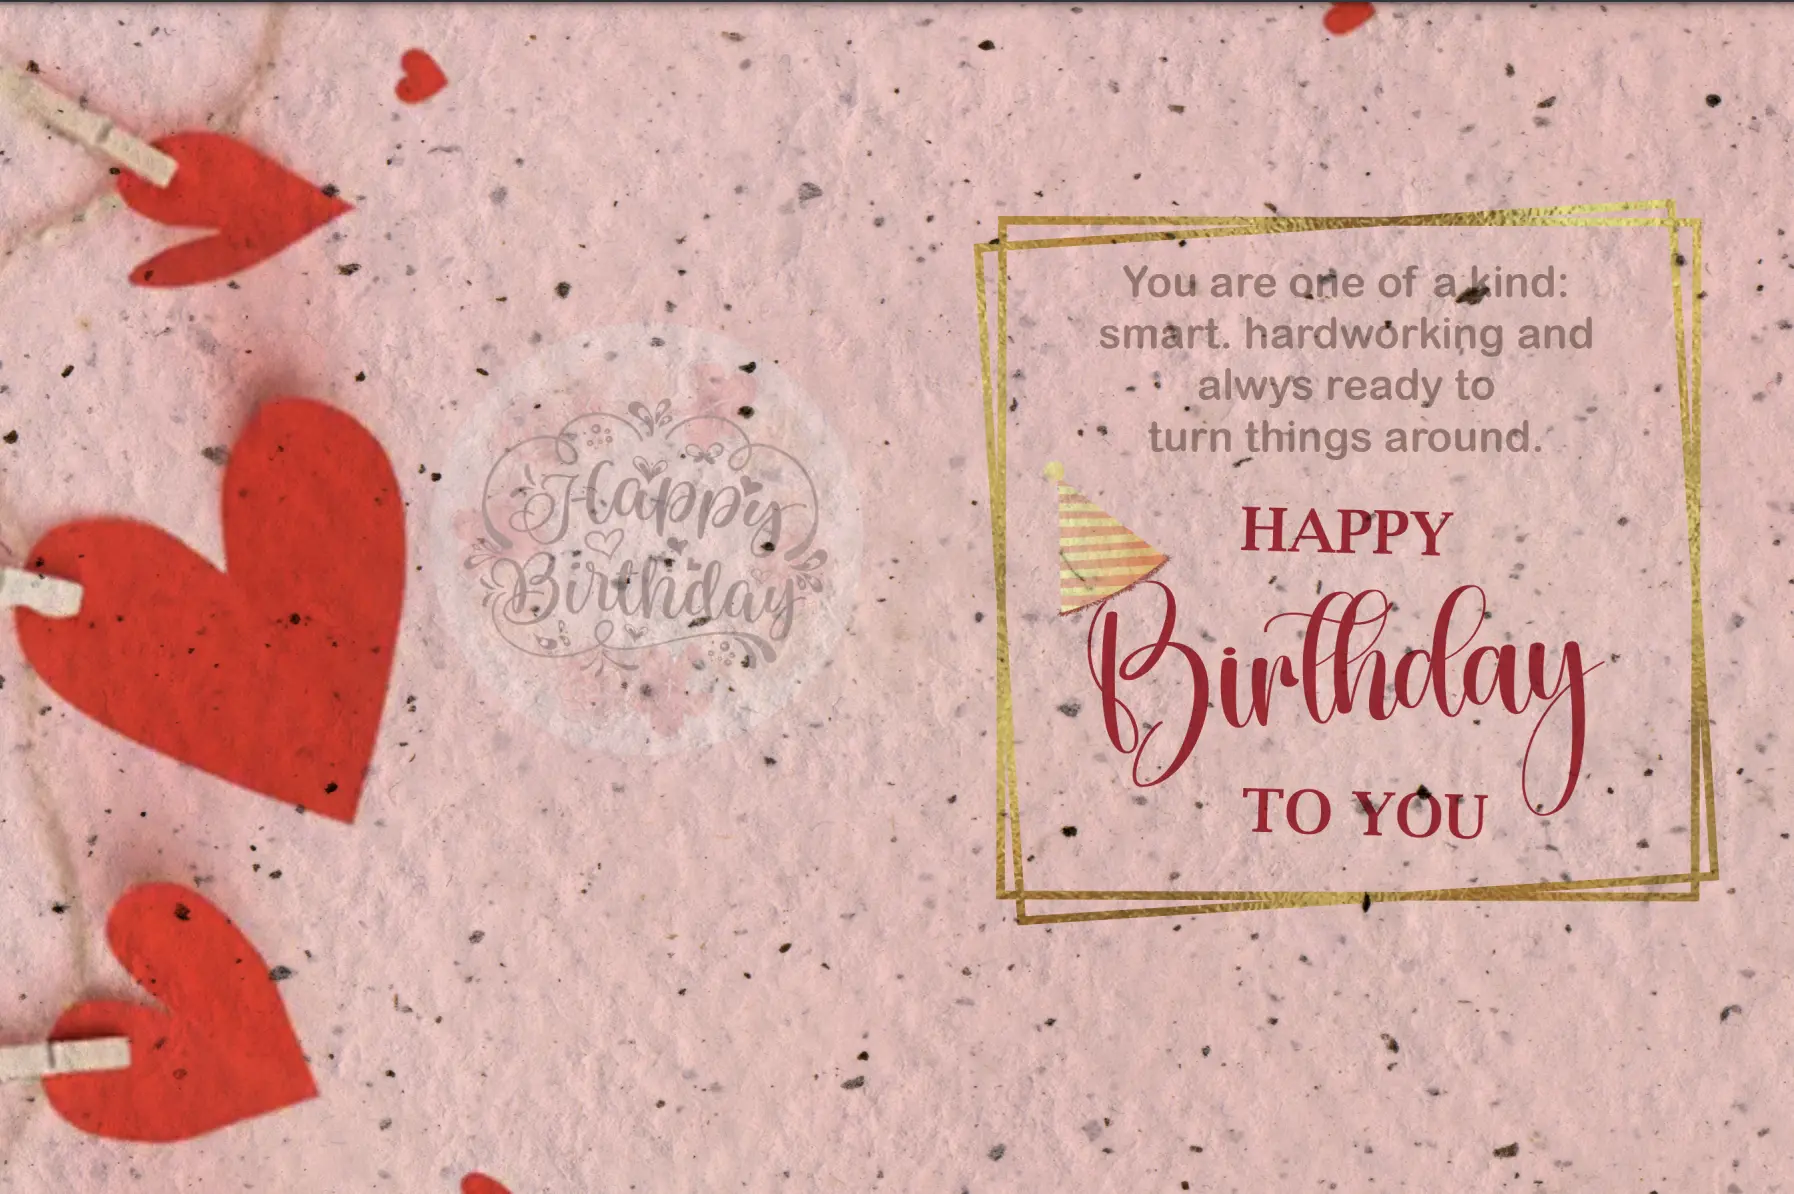 Happy
Birthday
You are one of a kind:
smart. hardworking and
alwys ready to
turn things around.
HAPPY
Birthday
TO YOU